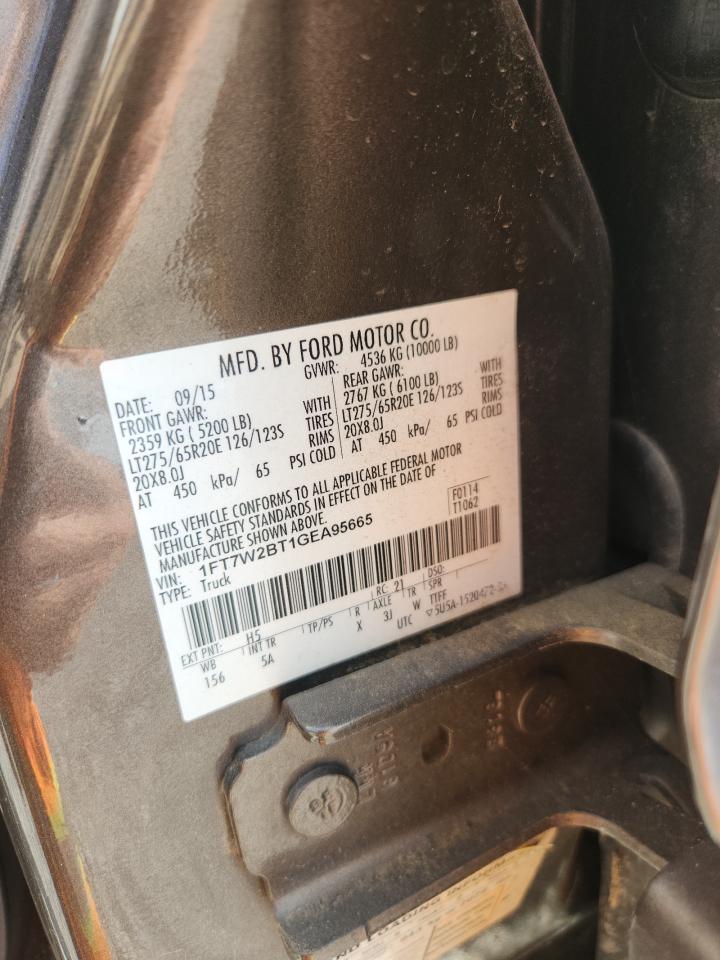 MFD. BY FORD MOTOR CO.
DATE: 09/15 GVWR: 4536 KG (10000 LB)
FRONT GAWR: REAR GAWR:
2359 KG ( 5200 LB) WITH 2767 KG ( 6100 LB) WITH
LT275/65R20E 126/123S TIRES LT275/65R20E 126/123S TIRES
20X8.0J RIMS 20X8.0J RIMS
AT 450 kPa/ 65 PSI COLD AT 450 kPa/ 65 PSI COLD
THIS VEHICLE CONFORMS TO ALL APPLICABLE FEDERAL MOTOR
VEHICLE SAFETY STANDARDS IN EFFECT ON THE DATE OF
MANUFACTURE SHOWN ABOVE.
F0114
T1062
VIN: 1FT7W2BT1GEA95665
TYPE: Truck
EXT PNT: H5 RC: 21 DSO:
WB INT TR TP/PS R AXLE TR SPR
156 5A X 3J W TTFF
UTC
LOADING